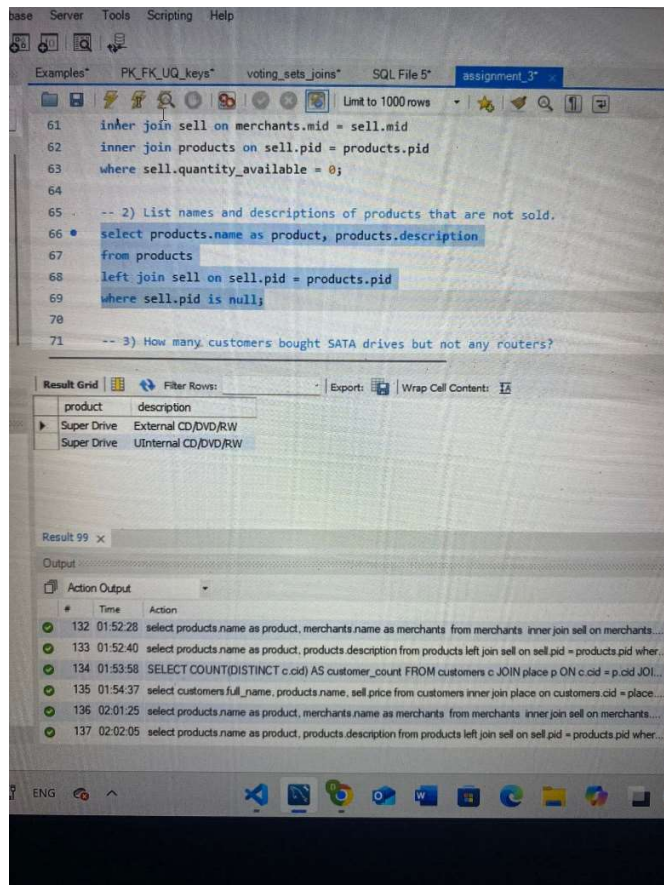 base Server Tools Scripting Help
Examples* PK_FK_UQ_keys* voting_sets_joins* SQL File 5* assignment_3* ×
Limit to 1000 rows
61 inner join sell on merchants.mid = sell.mid
62 inner join products on sell.pid = products.pid
63 where sell.quantity_available = 0;
64
65 -- 2) List names and descriptions of products that are not sold.
66 select products.name as product, products.description
67 from products
68 left join sell on sell.pid = products.pid
69 where sell.pid is null;
70
71 -- 3) How many customers bought SATA drives but not any routers?
Result Grid Filter Rows: Export: Wrap Cell Content: IA
product description
Super Drive External CD/DVD/RW
Super Drive UInternal CD/DVD/RW
Result 99 ×
Output
Action Output
# Time Action
132 01:52:28 select products.name as product, merchants.name as merchants from merchants inner join sell on merchants....
133 01:52:40 select products.name as product, products.description from products left join sell on sell.pid = products.pid wher...
134 01:53:58 SELECT COUNT(DISTINCT c.cid) AS customer_count FROM customers c JOIN place p ON c.cid = p.cid JOI...
135 01:54:37 select customers.full_name, products.name, sell.price from customers inner join place on customers.cid = place...
136 02:01:25 select products.name as product, merchants.name as merchants from merchants inner join sell on merchants....
137 02:02:05 select products.name as product, products.description from products left join sell on sell.pid = products.pid wher...
ENG